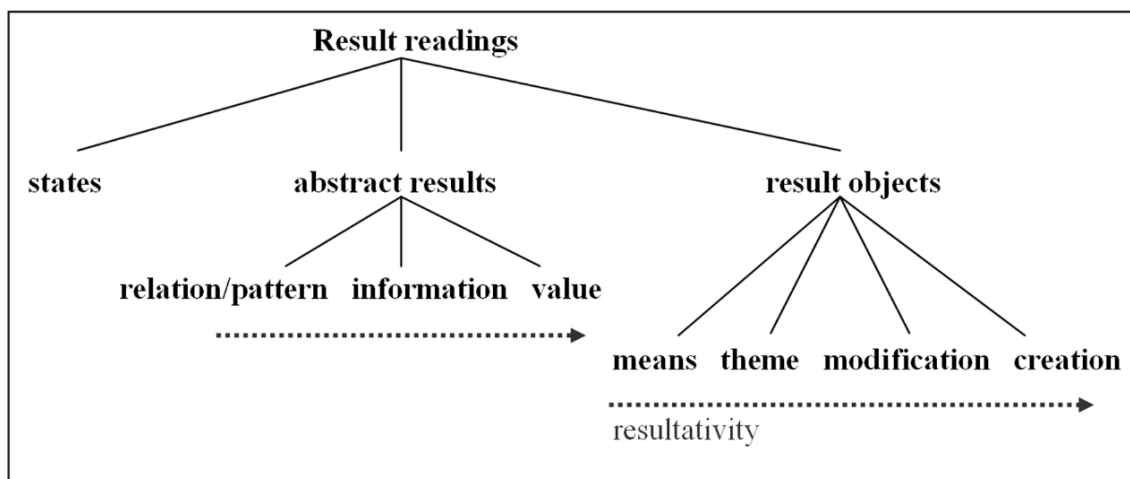 Result readings
states abstract results result objects
relation/pattern information value
means theme modification creation
resultativity